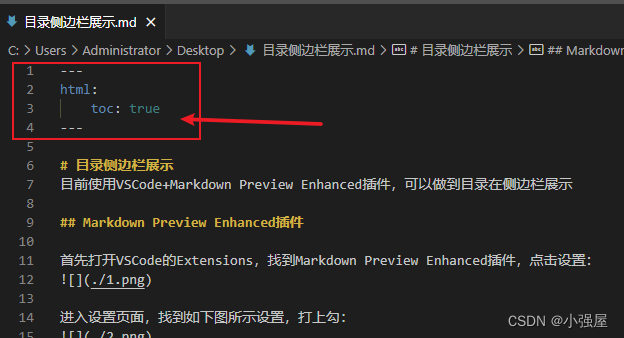 目录侧边栏展示.md
C: > Users > Administrator > Desktop > 目录侧边栏展示.md > # 目录侧边栏展示 > ## Markdown
1 ---
2 html:
3 toc: true
4 ---
5
6 # 目录侧边栏展示
7 目前使用VSCode+Markdown Preview Enhanced插件，可以做到目录在侧边栏展示
8
9 ## Markdown Preview Enhanced插件
10
11 首先打开VSCode的Extensions，找到Markdown Preview Enhanced插件，点击设置：
12 ![](./1.png)
13
14 进入设置页面，找到如下图所示设置，打上勾：
15 ![](./2.png)
CSDN @小强屋